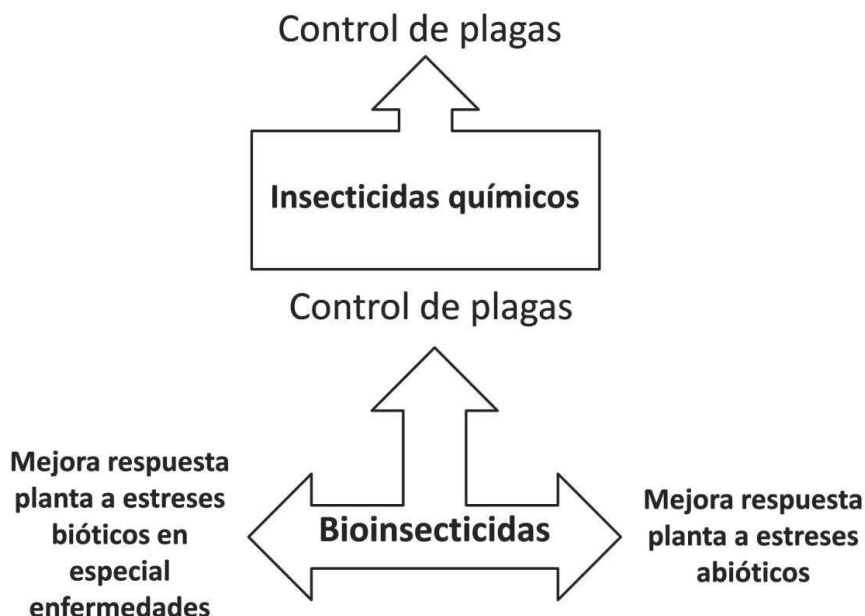 Control de plagas
Insecticidas químicos
Control de plagas
Mejora respuesta
planta a estreses
bióticos en
especial
enfermedades
Bioinsecticidas
Mejora respuesta
planta a estreses
abióticos